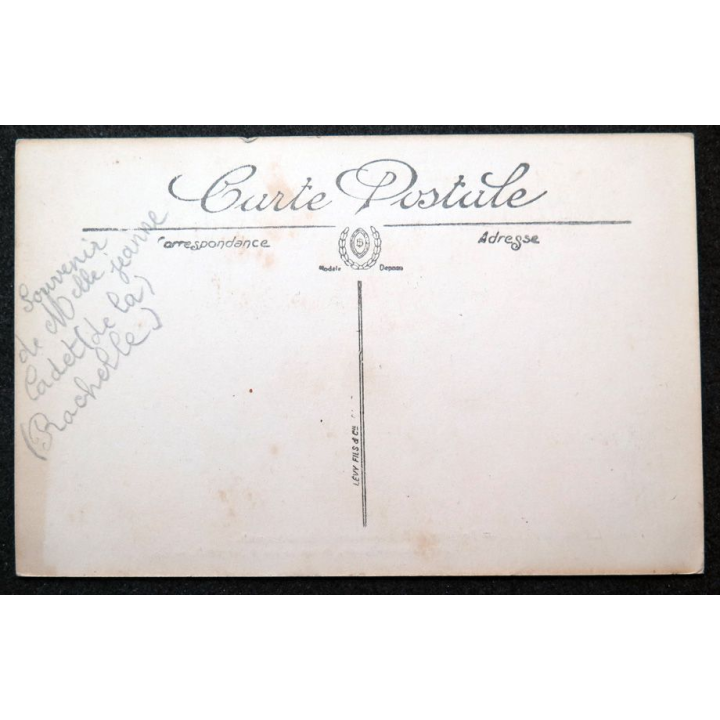 Carte Postale
Correspondance
Adresse
Modèle Déposé
LEVY FILS & Cie
Souvenir
de Melle jeanne
Cadet (de la)
(Rochelle)